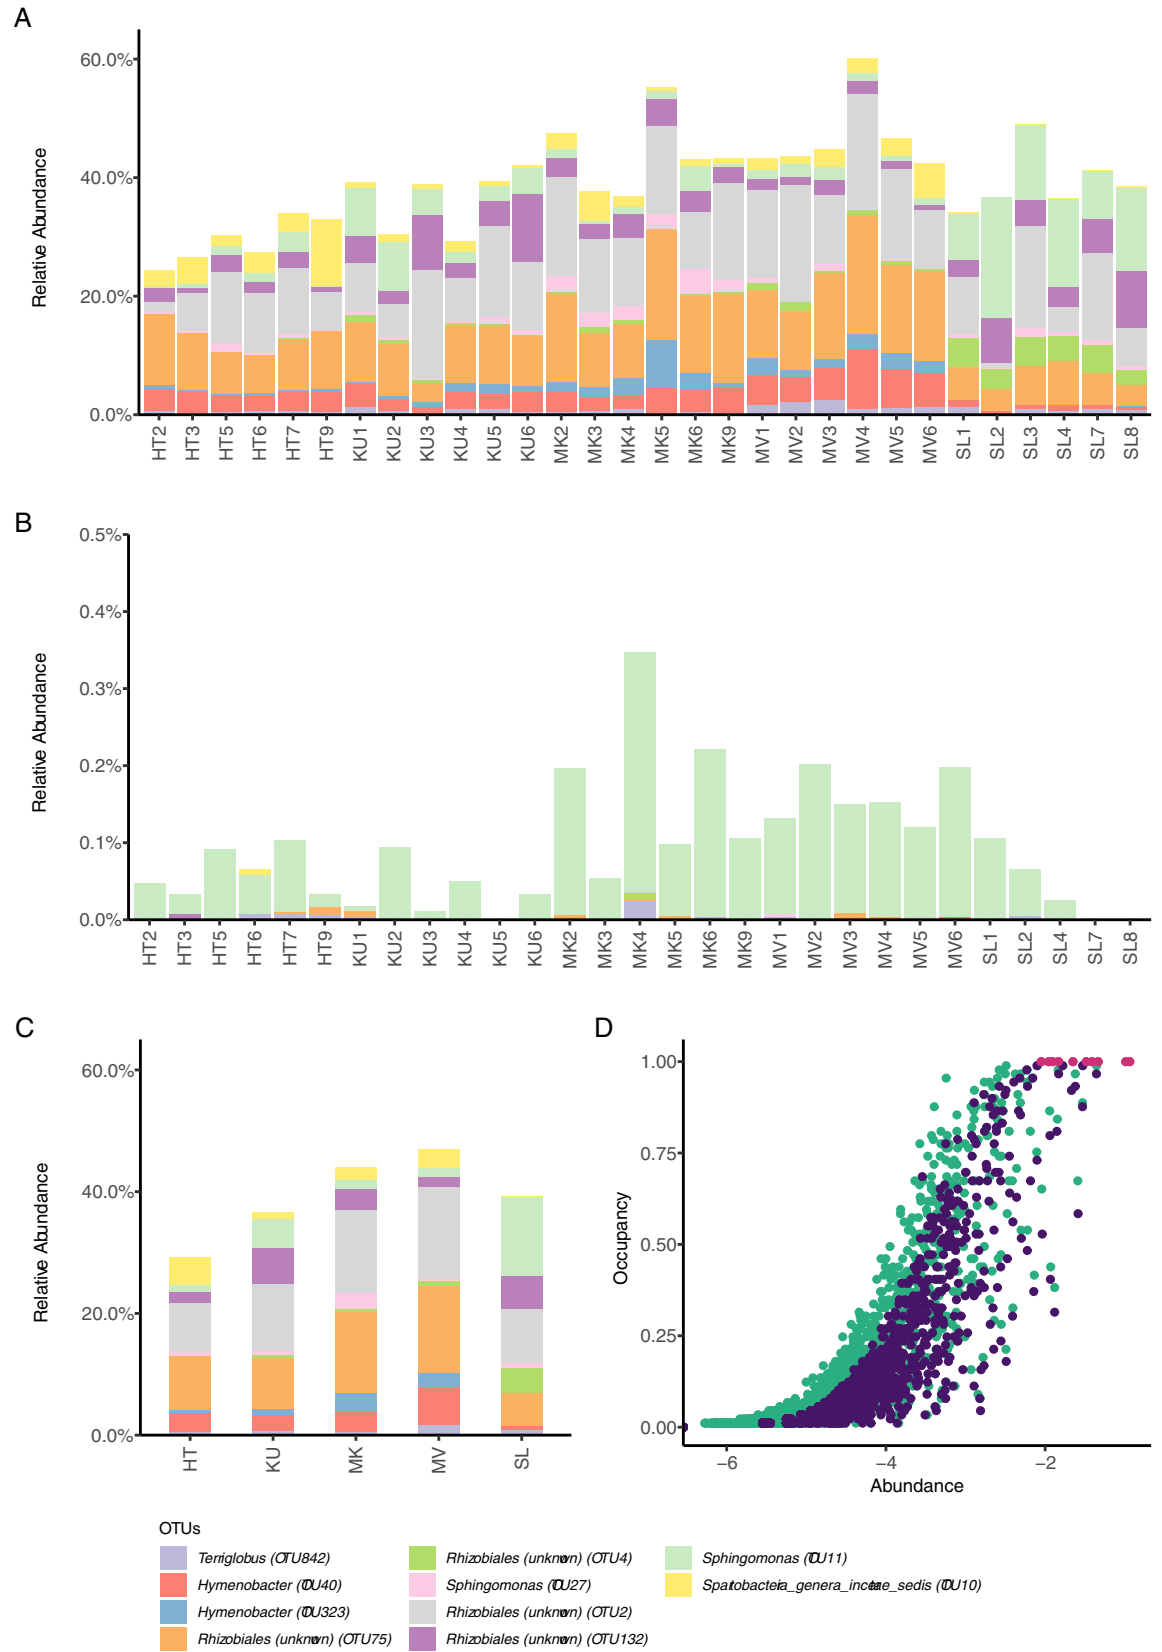 A
60.0%
40.0%
20.0%
0.0%
Relative Abundance
HT2 HT3 HT5 HT6 HT7 HT9 KU1 KU2 KU3 KU4 KU5 KU6 MK2 MK3 MK4 MK5 MK6 MK9 MV1 MV2 MV3 MV4 MV5 MV6 SL1 SL2 SL3 SL4 SL7 SL8
B
0.5%
0.4%
0.3%
0.2%
0.1%
0.0%
Relative Abundance
HT2 HT3 HT5 HT6 HT7 HT9 KU1 KU2 KU3 KU4 KU5 KU6 MK2 MK3 MK4 MK5 MK6 MK9 MV1 MV2 MV3 MV4 MV5 MV6 SL1 SL2 SL4 SL7 SL8
C
60.0%
40.0%
20.0%
0.0%
Relative Abundance
HT KU MK MV SL
D
1.00
0.75
0.50
0.25
0.00
Occupancy
−6 −4 −2
Abundance
OTUs
Terriglobus (OTU842)
Hymenobacter (OTU40)
Hymenobacter (OTU323)
Rhizobiales (unknown) (OTU75)
Rhizobiales (unknown) (OTU4)
Sphingomonas (OTU27)
Rhizobiales (unknown) (OTU2)
Rhizobiales (unknown) (OTU132)
Sphingomonas (OTU11)
Spartobacteria_genera_incertae_sedis (OTU10)